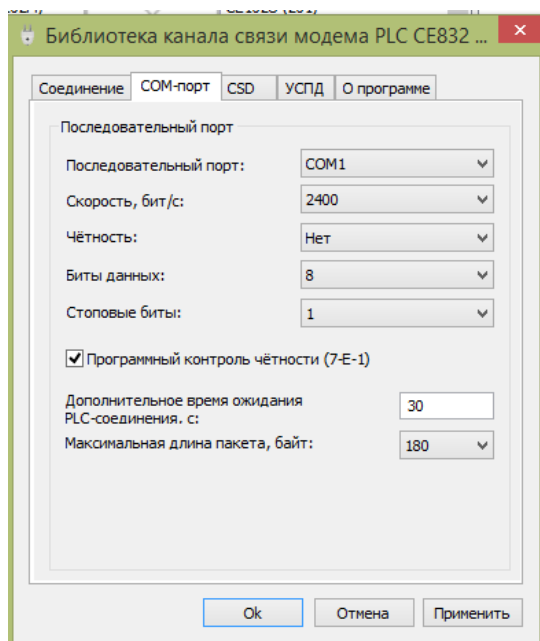 Библиотека канала связи модема PLC CE832 ...
Соединение COM-порт CSD УСПД О программе
Последовательный порт
Последовательный порт: COM1
Скорость, бит/с: 2400
Чётность: Нет
Биты данных: 8
Стоповые биты: 1
Программный контроль чётности (7-E-1)
Дополнительное время ожидания
PLC-соединения, с: 30
Максимальная длина пакета, байт: 180
Ok Отмена Применить